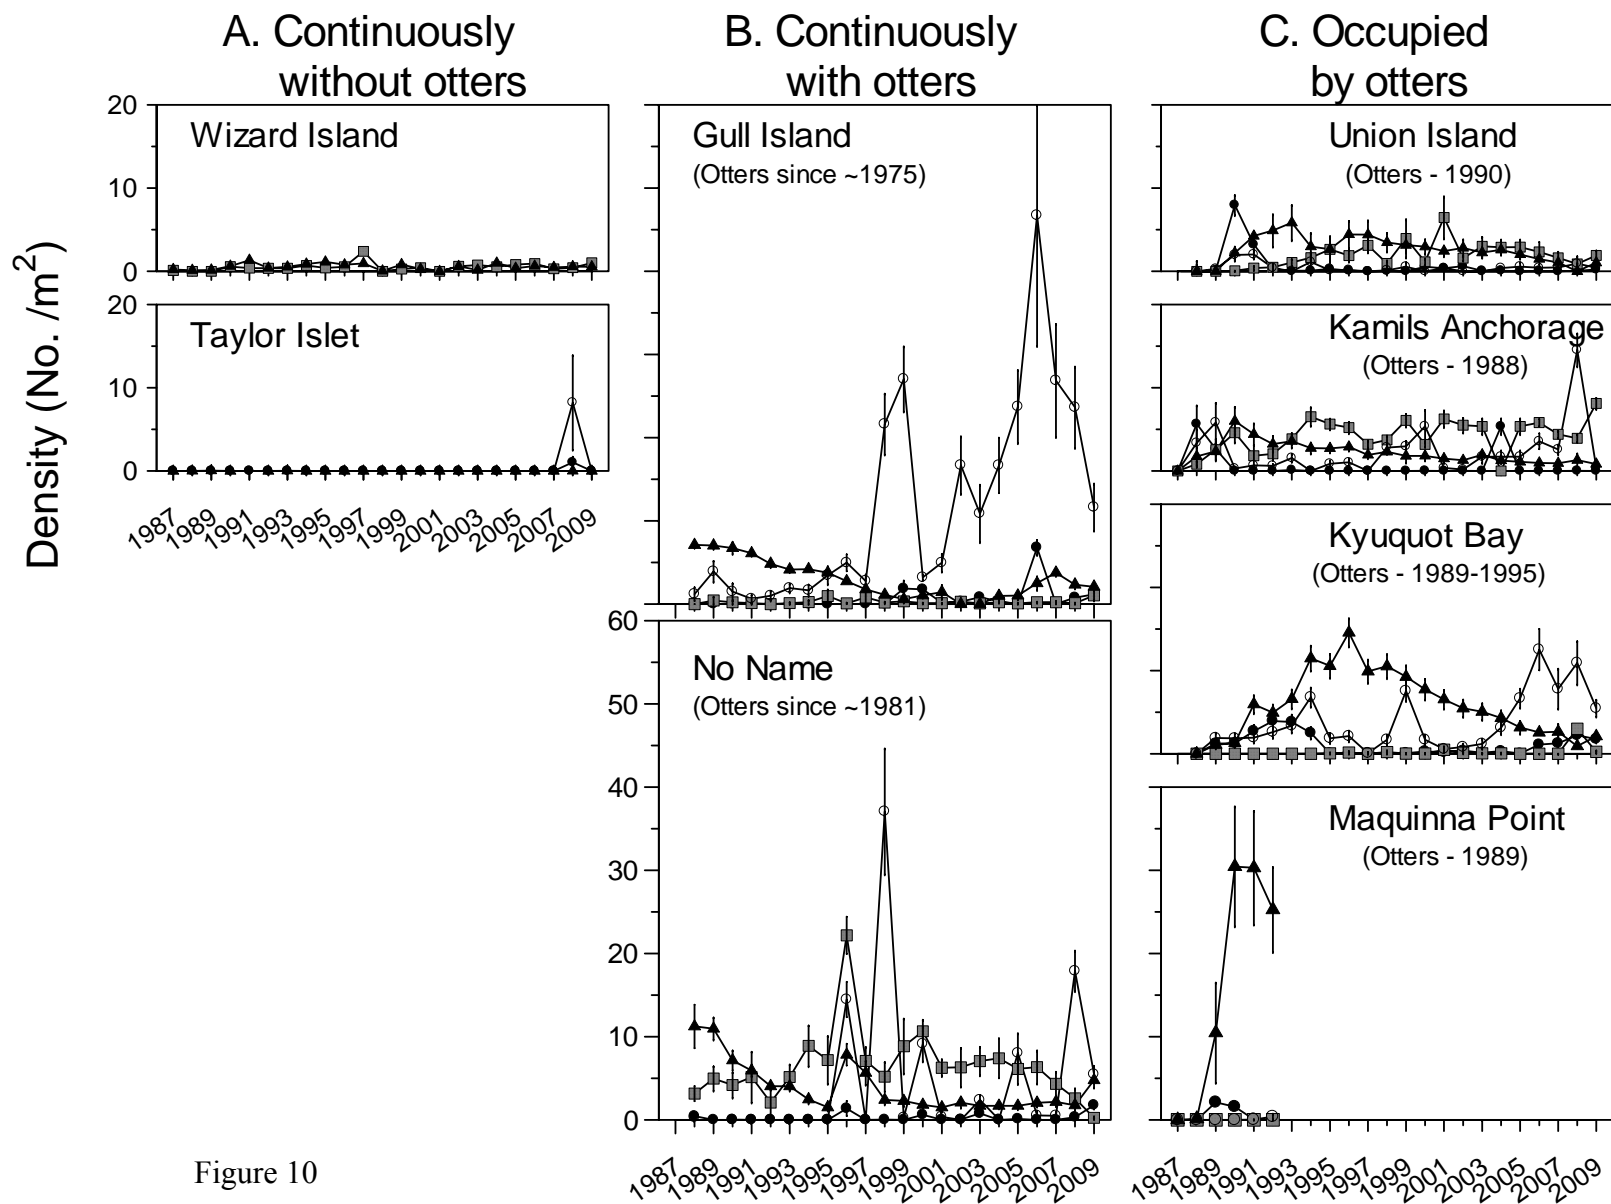 A. Continuously
without otters
B. Continuously
with otters
C. Occupied
by otters
Density (No. /m²)
20
10
0
Wizard Island
20
10
0
Taylor Islet
1987 1989 1991 1993 1995 1997 1999 2001 2003 2005 2007 2009
Gull Island
(Otters since ~1975)
60
50
40
30
20
10
0
No Name
(Otters since ~1981)
1987 1989 1991 1993 1995 1997 1999 2001 2003 2005 2007 2009
Union Island
(Otters - 1990)
Kamils Anchorage
(Otters - 1988)
Kyuquot Bay
(Otters - 1989-1995)
Maquinna Point
(Otters - 1989)
1987 1989 1991 1993 1995 1997 1999 2001 2003 2005 2007 2009
Figure 10